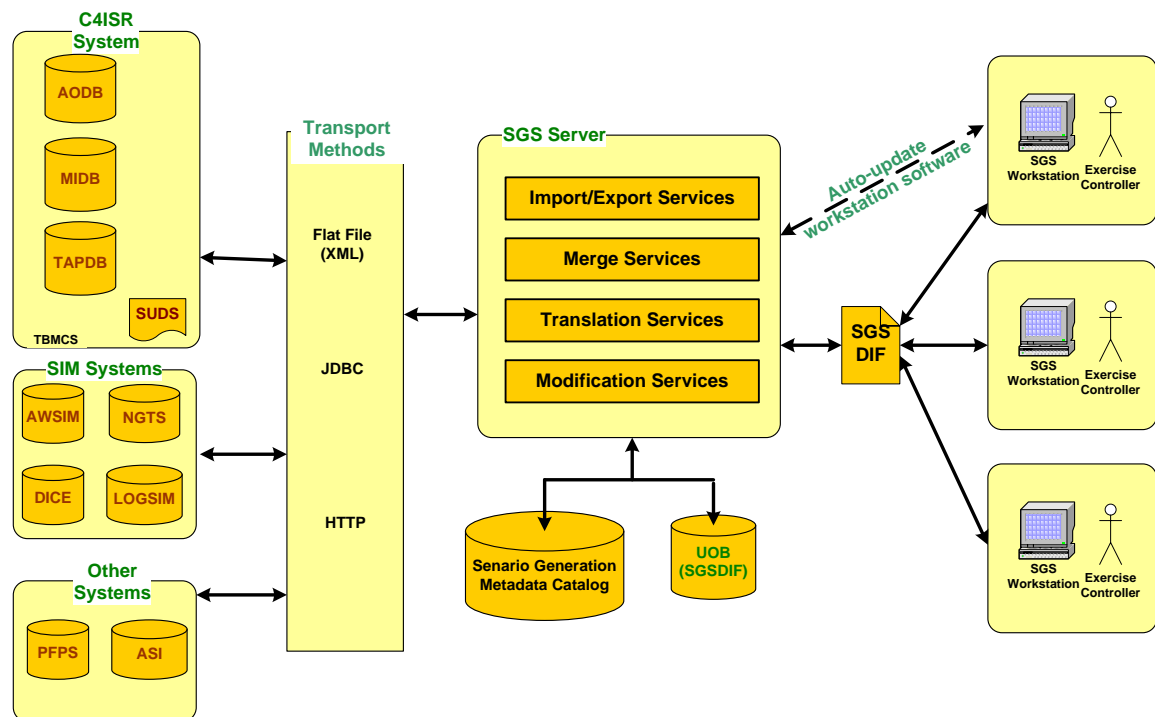 C4ISR
System
AODB
MIDB
TAPDB
SUDS
TBMCS
SIM Systems
AWSIM
NGTS
DICE
LOGSIM
Other
Systems
PFPS
ASI
Transport
Methods
Flat File
(XML)
JDBC
HTTP
SGS Server
Import/Export Services
Merge Services
Translation Services
Modification Services
Senario Generation
Metadata Catalog
UOB
(SGSDIF)
Auto-update
workstation software
SGS
DIF
SGS
Workstation
Exercise
Controller
SGS
Workstation
Exercise
Controller
SGS
Workstation
Exercise
Controller